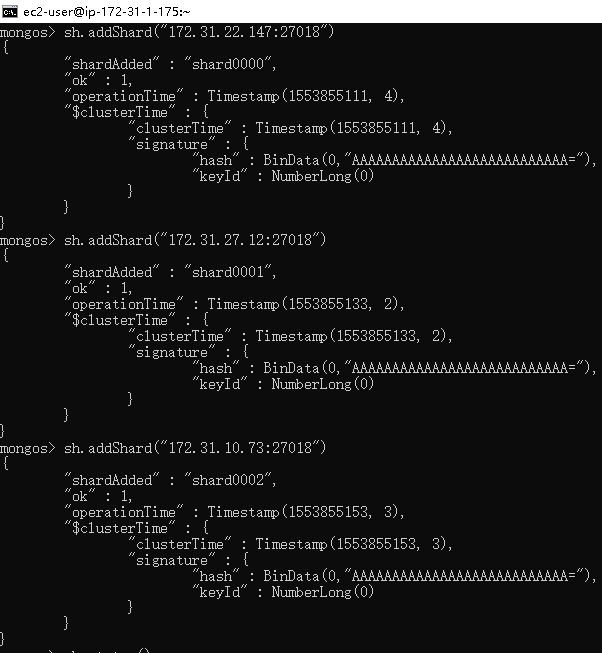 ec2-user@ip-172-31-1-175:~
mongos> sh.addShard("172.31.22.147:27018")
{
        "shardAdded" : "shard0000",
        "ok" : 1,
        "operationTime" : Timestamp(1553855111, 4),
        "$clusterTime" : {
                "clusterTime" : Timestamp(1553855111, 4),
                "signature" : {
                        "hash" : BinData(0,"AAAAAAAAAAAAAAAAAAAAAAAAAAA="),
                        "keyId" : NumberLong(0)
                }
        }
}
mongos> sh.addShard("172.31.27.12:27018")
{
        "shardAdded" : "shard0001",
        "ok" : 1,
        "operationTime" : Timestamp(1553855133, 2),
        "$clusterTime" : {
                "clusterTime" : Timestamp(1553855133, 2),
                "signature" : {
                        "hash" : BinData(0,"AAAAAAAAAAAAAAAAAAAAAAAAAAA="),
                        "keyId" : NumberLong(0)
                }
        }
}
mongos> sh.addShard("172.31.10.73:27018")
{
        "shardAdded" : "shard0002",
        "ok" : 1,
        "operationTime" : Timestamp(1553855153, 3),
        "$clusterTime" : {
                "clusterTime" : Timestamp(1553855153, 3),
                "signature" : {
                        "hash" : BinData(0,"AAAAAAAAAAAAAAAAAAAAAAAAAAA="),
                        "keyId" : NumberLong(0)
                }
        }
}